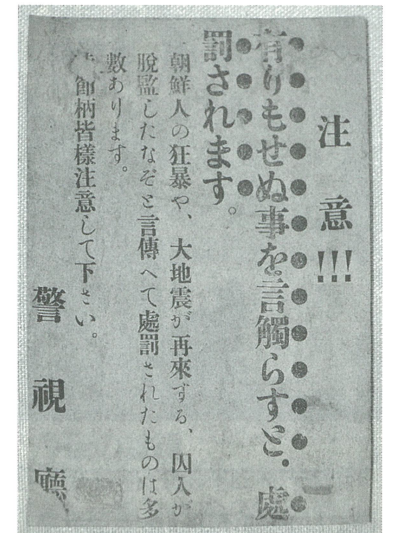 注意!!!
有りもせぬ事を言觸らすと、處
罰されます。
朝鮮人の狂暴や、大地震が再來する、囚人が
脫監したなぞと言傳へて處罰されたものは多
數あります。
節柄皆樣注意して下さい。
警視廳